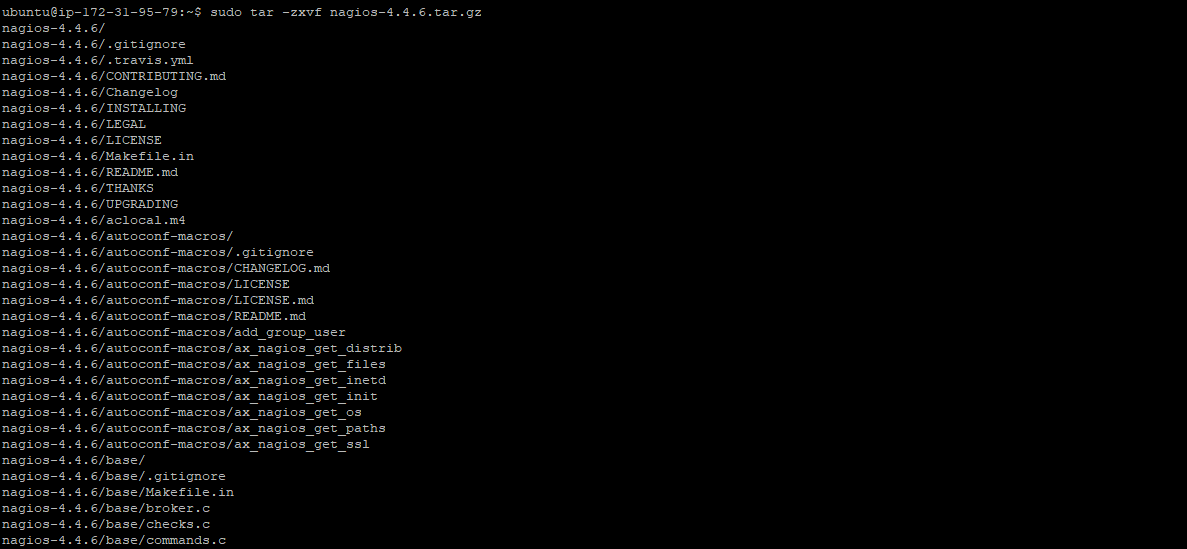 ubuntu@ip-172-31-95-79:~$ sudo tar -zxvf nagios-4.4.6.tar.gz
nagios-4.4.6/
nagios-4.4.6/.gitignore
nagios-4.4.6/.travis.yml
nagios-4.4.6/CONTRIBUTING.md
nagios-4.4.6/Changelog
nagios-4.4.6/INSTALLING
nagios-4.4.6/LEGAL
nagios-4.4.6/LICENSE
nagios-4.4.6/Makefile.in
nagios-4.4.6/README.md
nagios-4.4.6/THANKS
nagios-4.4.6/UPGRADING
nagios-4.4.6/aclocal.m4
nagios-4.4.6/autoconf-macros/
nagios-4.4.6/autoconf-macros/.gitignore
nagios-4.4.6/autoconf-macros/CHANGELOG.md
nagios-4.4.6/autoconf-macros/LICENSE
nagios-4.4.6/autoconf-macros/LICENSE.md
nagios-4.4.6/autoconf-macros/README.md
nagios-4.4.6/autoconf-macros/add_group_user
nagios-4.4.6/autoconf-macros/ax_nagios_get_distrib
nagios-4.4.6/autoconf-macros/ax_nagios_get_files
nagios-4.4.6/autoconf-macros/ax_nagios_get_inetd
nagios-4.4.6/autoconf-macros/ax_nagios_get_init
nagios-4.4.6/autoconf-macros/ax_nagios_get_os
nagios-4.4.6/autoconf-macros/ax_nagios_get_paths
nagios-4.4.6/autoconf-macros/ax_nagios_get_ssl
nagios-4.4.6/base/
nagios-4.4.6/base/.gitignore
nagios-4.4.6/base/Makefile.in
nagios-4.4.6/base/broker.c
nagios-4.4.6/base/checks.c
nagios-4.4.6/base/commands.c